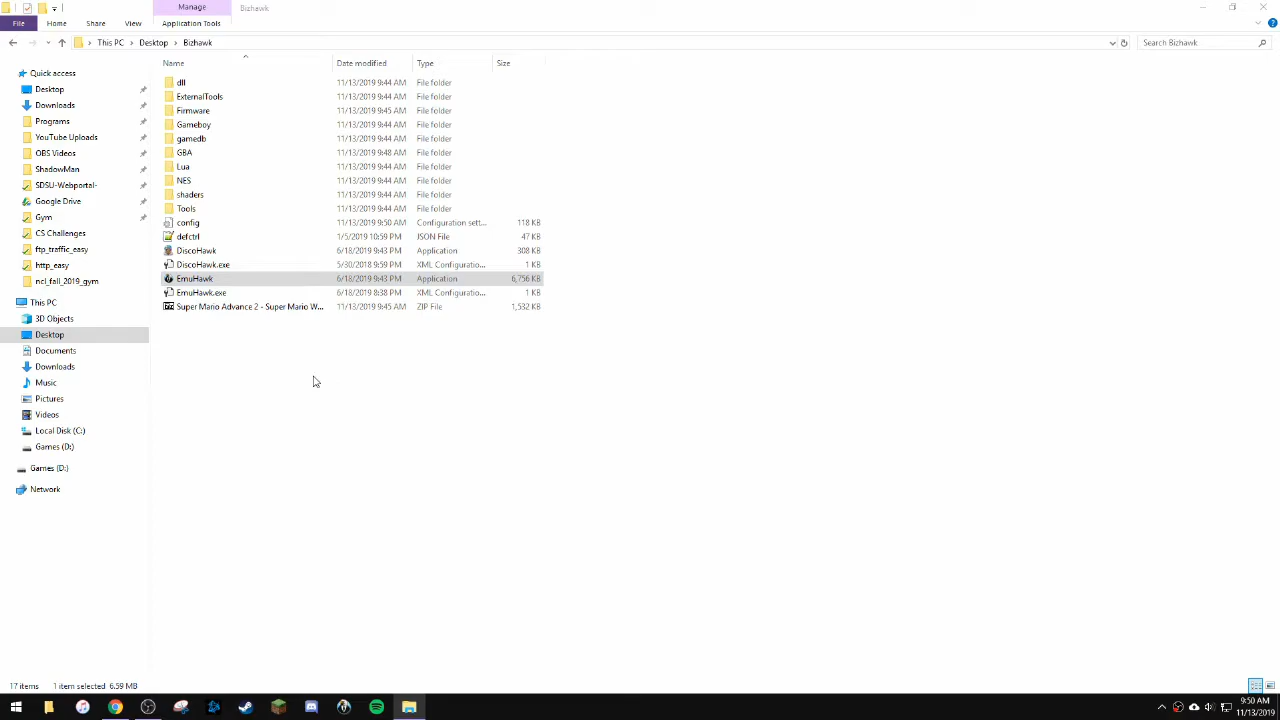 Manage
Bizhawk
File
Home
Share
View
Application Tools
This PC
Desktop
Bizhawk
Search Bizhawk
Name
Date modified
Type
Size
Quick access
Desktop
Downloads
Programs
YouTube Uploads
OBS Videos
ShadowMan
SDSU-Webportal-
Google Drive
Gym
CS Challenges
ftp_traffic_easy
http_easy
ncl_fall_2019_gym
This PC
3D Objects
Desktop
Documents
Downloads
Music
Pictures
Videos
Local Disk (C:)
Games (D:)
Games (D:)
Network
dll 11/13/2019 9:44 AM File folder
ExternalTools 11/13/2019 9:44 AM File folder
Firmware 11/13/2019 9:45 AM File folder
Gameboy 11/13/2019 9:44 AM File folder
gamedb 11/13/2019 9:44 AM File folder
GBA 11/13/2019 9:48 AM File folder
Lua 11/13/2019 9:44 AM File folder
NES 11/13/2019 9:44 AM File folder
shaders 11/13/2019 9:44 AM File folder
Tools 11/13/2019 9:44 AM File folder
config 11/13/2019 9:50 AM Configuration sett... 118 KB
defctrl 1/5/2019 10:59 PM JSON File 47 KB
DiscoHawk 6/18/2019 9:43 PM Application 308 KB
DiscoHawk.exe 5/30/2018 9:59 PM XML Configuratio... 1 KB
EmuHawk 6/18/2019 9:43 PM Application 6,756 KB
EmuHawk.exe 6/18/2019 8:38 PM XML Configuratio... 1 KB
Super Mario Advance 2 - Super Mario W... 11/13/2019 9:45 AM ZIP File 1,532 KB
17 items 1 item selected 6.59 MB
9:50 AM
11/13/2019